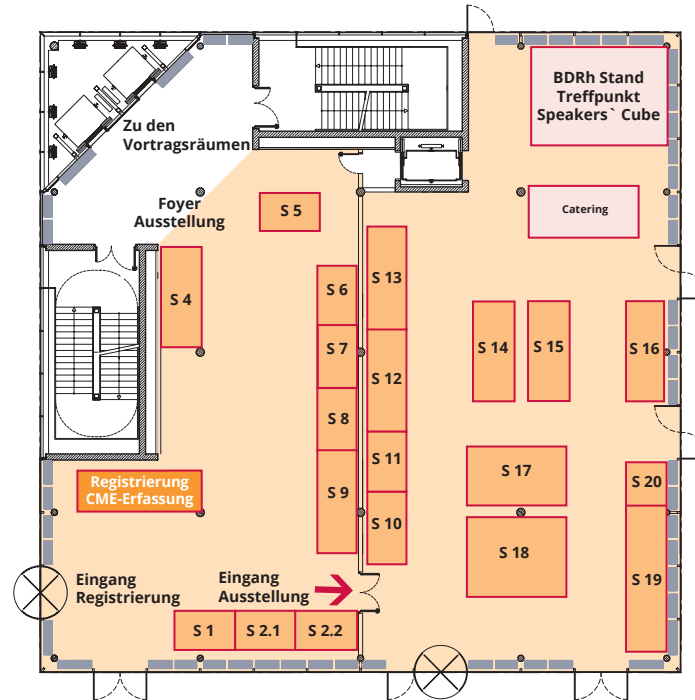 BDRh Stand
Treffpunkt
Speakers` Cube
Zu den
Vortragsräumen
Catering
Foyer
Ausstellung
S 5
S 4
S 13
S 6
S 7
S 12
S 14
S 15
S 16
S 8
S 11
S 9
S 10
S 17
S 20
Registrierung
CME-Erfassung
S 18
S 19
Eingang
Registrierung
Eingang
Ausstellung
S 1
S 2.1
S 2.2